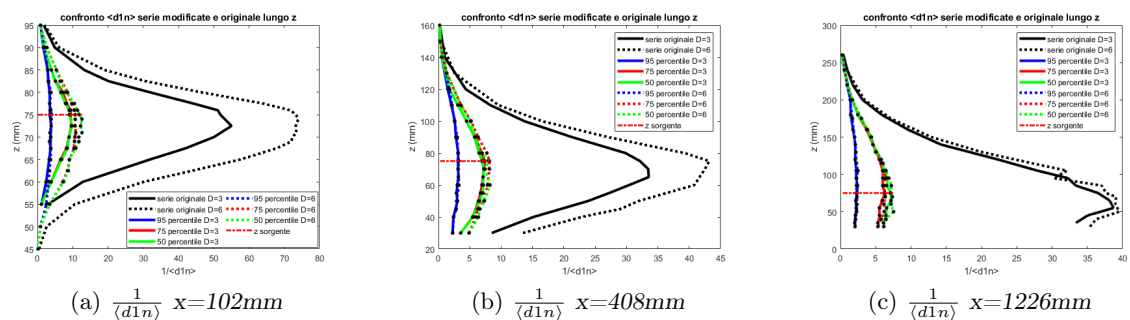 confronto <d1n> serie modificate e originale lungo z
95
90
85
80
75
70
65
60
55
50
45
z (mm)
0 10 20 30 40 50 60 70 80
1/<d1n>
serie originale D=3
serie originale D=6
95 percentile D=3
75 percentile D=3
50 percentile D=3
95 percentile D=6
75 percentile D=6
50 percentile D=6
z sorgente
(a) 1/⟨d1n⟩ x=102mm
confronto <d1n> serie modificate e originale lungo z
160
140
120
100
80
60
40
20
z (mm)
0 5 10 15 20 25 30 35 40 45
1/<d1n>
serie originale D=3
serie originale D=6
95 percentile D=3
75 percentile D=3
50 percentile D=3
95 percentile D=6
75 percentile D=6
50 percentile D=6
z sorgente
(b) 1/⟨d1n⟩ x=408mm
confronto <d1n> serie modificate e originale lungo z
300
250
200
150
100
50
0
z (mm)
0 5 10 15 20 25 30 35 40
1/<d1n>
serie originale D=3
serie originale D=6
95 percentile D=3
75 percentile D=3
50 percentile D=3
95 percentile D=6
75 percentile D=6
50 percentile D=6
z sorgente
(c) 1/⟨d1n⟩ x=1226mm